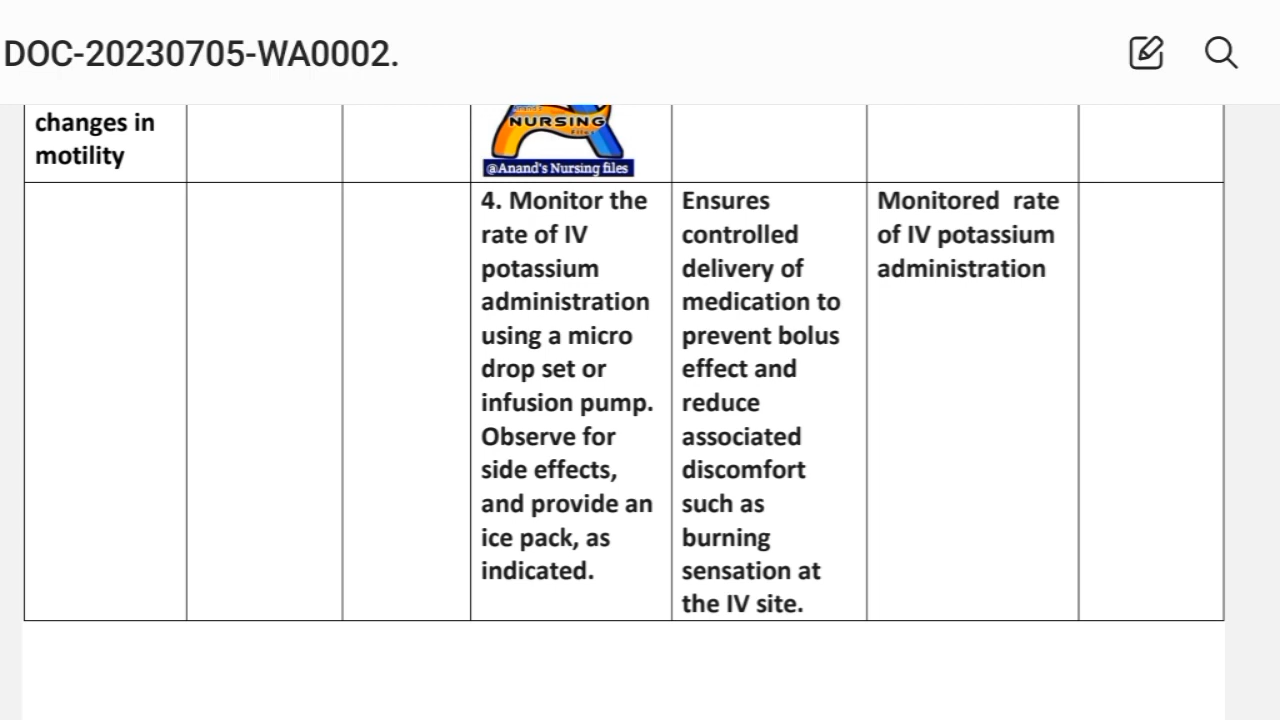 DOC-20230705-WA0002.
changes in
motility
NURSING
Files
@Anand's Nursing files
4. Monitor the
rate of IV
potassium
administration
using a micro
drop set or
infusion pump.
Observe for
side effects,
and provide an
ice pack, as
indicated.
Ensures
controlled
delivery of
medication to
prevent bolus
effect and
reduce
associated
discomfort
such as
burning
sensation at
the IV site.
Monitored rate
of IV potassium
administration